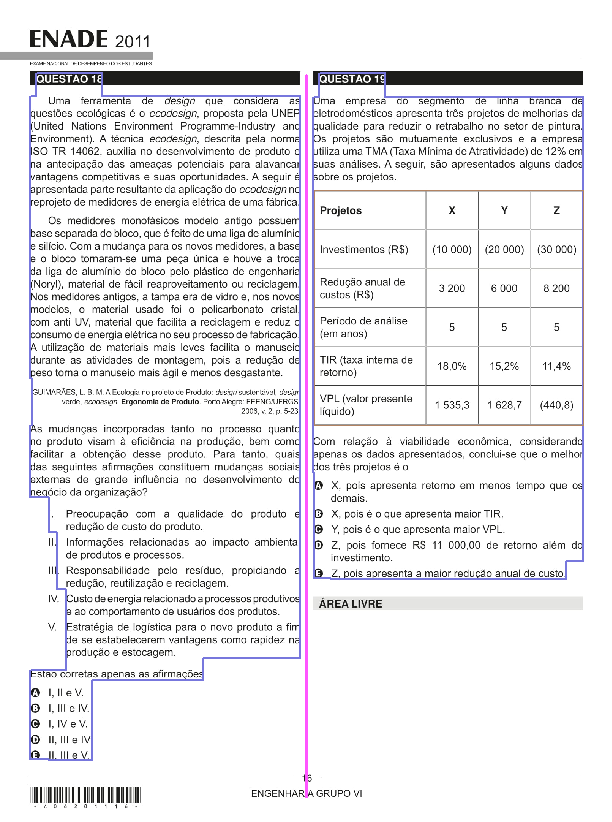 ENADE 2011
EXAME NACIONAL DE DESEMPENHO DOS ESTUDANTES
QUESTÃO 18
Uma ferramenta de design que considera as
questões ecológicas é o ecodesign, proposta pela UNEP
(United Nations Environment Programme-Industry and
Environment). A técnica ecodesign, descrita pela norma
ISO TR 14062, auxilia no desenvolvimento de produto e
na antecipação das ameaças potenciais para alavancar
vantagens competitivas e suas oportunidades. A seguir é
apresentada parte resultante da aplicação do ecodesign no
reprojeto de medidores de energia elétrica de uma fábrica.
Os medidores monofásicos modelo antigo possuem
base separada do bloco, que é feito de uma liga de alumínio
e silício. Com a mudança para os novos medidores, a base
e o bloco tornaram-se uma peça única e houve a troca
da liga de alumínio do bloco pelo plástico de engenharia
(Noryl), material de fácil reaproveitamento ou reciclagem.
Nos medidores antigos, a tampa era de vidro e, nos novos
modelos, o material usado foi o policarbonato cristal,
com anti UV, material que facilita a reciclagem e reduz o
consumo de energia elétrica no seu processo de fabricação.
A utilização de materiais mais leves facilita o manuseio
durante as atividades de montagem, pois a redução de
peso torna o manuseio mais ágil e menos desgastante.
GUIMARÃES, L. B. M. A Ecologia no projeto de Produto: design sustentável, design
verde, ecodesign. Ergonomia de Produto. Porto Alegre: FEENG/UFRGS,
2006, v. 2, p. 5-23.
As mudanças incorporadas tanto no processo quanto
no produto visam à eficiência na produção, bem como
facilitar a obtenção desse produto. Para tanto, quais
das seguintes afirmações constituem mudanças sociais
externas de grande influência no desenvolvimento do
negócio da organização?
I. Preocupação com a qualidade do produto e
redução de custo do produto.
II. Informações relacionadas ao impacto ambiental
de produtos e processos.
III. Responsabilidade pelo resíduo, propiciando a
redução, reutilização e reciclagem.
IV. Custo de energia relacionado a processos produtivos
e ao comportamento de usuários dos produtos.
V. Estratégia de logística para o novo produto a fim
de se estabelecerem vantagens como rapidez na
produção e estocagem.
Estão corretas apenas as afirmações
A I, II e V.
B I, III e IV.
C I, IV e V.
D II, III e IV.
E II, III e V.
QUESTÃO 19
Uma empresa do segmento de linha branca de
eletrodomésticos apresenta três projetos de melhorias da
qualidade para reduzir o retrabalho no setor de pintura.
Os projetos são mutuamente exclusivos e a empresa
utiliza uma TMA (Taxa Mínima de Atratividade) de 12% em
suas análises. A seguir, são apresentados alguns dados
sobre os projetos.
Projetos X Y Z
Investimentos (R$) (10 000) (20 000) (30 000)
Redução anual de
custos (R$) 3 200 6 000 8 200
Período de análise
(em anos) 5 5 5
TIR (taxa interna de
retorno) 18,0% 15,2% 11,4%
VPL (valor presente
líquido) 1 535,3 1 628,7 (440,8)
Com relação à viabilidade econômica, considerando
apenas os dados apresentados, conclui-se que o melhor
dos três projetos é o
A X, pois apresenta retorno em menos tempo que os
demais.
B X, pois é o que apresenta maior TIR.
C Y, pois é o que apresenta maior VPL.
D Z, pois fornece R$ 11 000,00 de retorno além do
investimento.
E Z, pois apresenta a maior redução anual de custo.
ÁREA LIVRE
16
ENGENHARIA GRUPO VI